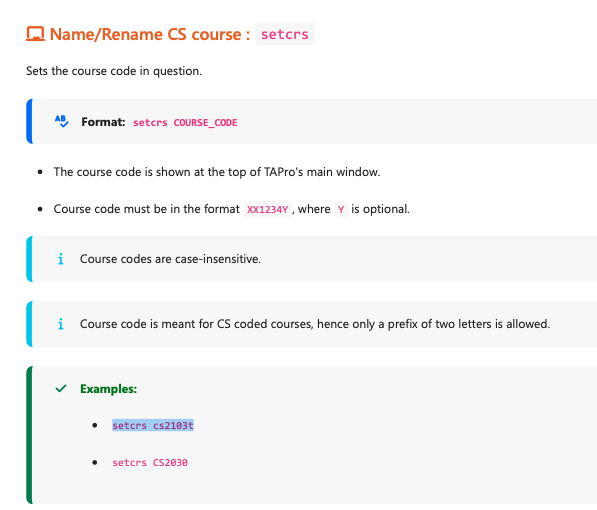 Name/Rename CS course : setcrs
Sets the course code in question.
Format: setcrs COURSE_CODE
The course code is shown at the top of TAPro's main window.
Course code must be in the format XX1234Y, where Y is optional.
Course codes are case-insensitive.
Course code is meant for CS coded courses, hence only a prefix of two letters is allowed.
Examples:
setcrs cs2103t
setcrs CS2030